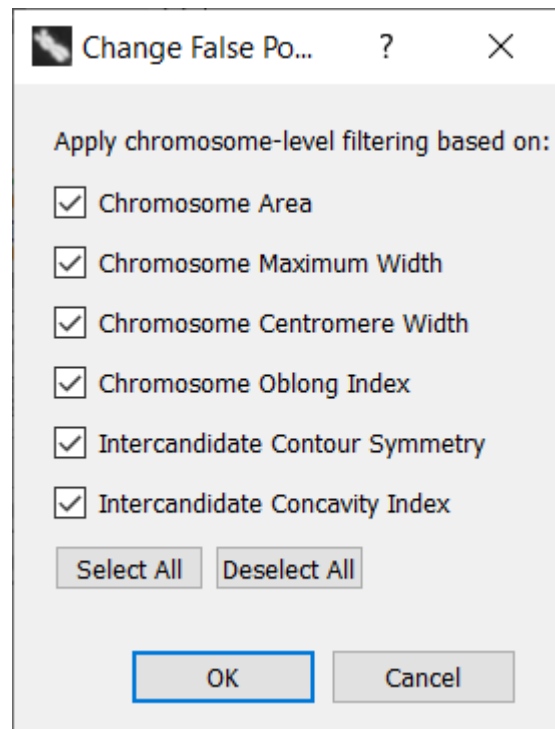 Change False Po... ?
Apply chromosome-level filtering based on:
Chromosome Area
Chromosome Maximum Width
Chromosome Centromere Width
Chromosome Oblong Index
Intercandidate Contour Symmetry
Intercandidate Concavity Index
Select All Deselect All
OK Cancel